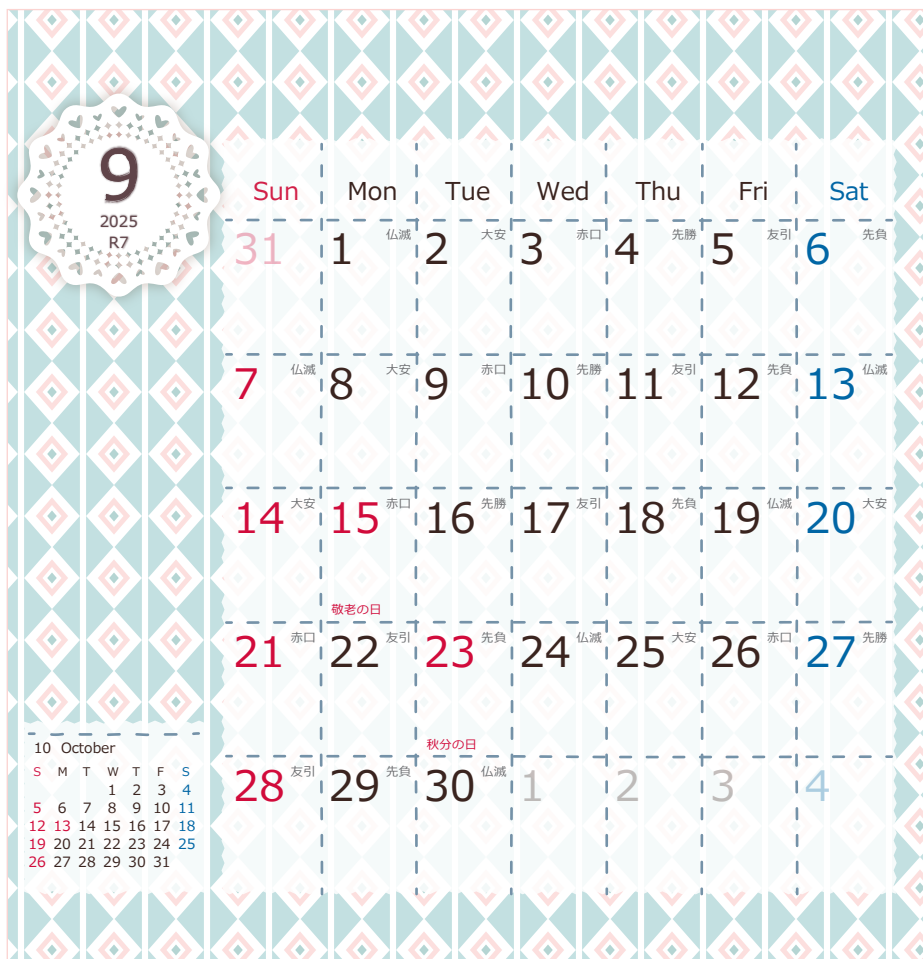 9
2025
R7
Sun Mon Tue Wed Thu Fri Sat
31 1 仏滅 2 大安 3 赤口 4 先勝 5 友引 6 先負
7 仏滅 8 大安 9 赤口 10 先勝 11 友引 12 先負 13 仏滅
14 大安 15 赤口 16 先勝 17 友引 18 先負 19 仏滅 20 大安
敬老の日
21 赤口 22 友引 23 先負 24 仏滅 25 大安 26 赤口 27 先勝
秋分の日
28 友引 29 先負 30 仏滅 1 2 3 4
10 October
S M T W T F S
1 2 3 4
5 6 7 8 9 10 11
12 13 14 15 16 17 18
19 20 21 22 23 24 25
26 27 28 29 30 31